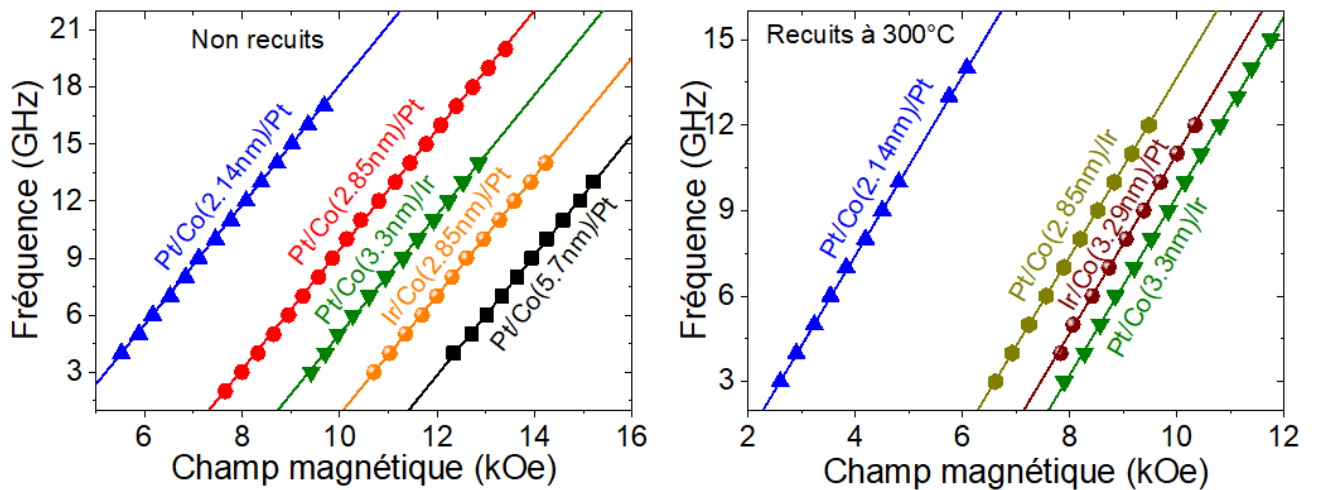 Non recuits
Fréquence (GHz)
21
18
15
12
9
6
3
Pt/Co(2.14nm)/Pt
Pt/Co(2.85nm)/Pt
Pt/Co(3.3nm)/Ir
Ir/Co(2.85nm)/Pt
Pt/Co(5.7nm)/Pt
6 8 10 12 14 16
Champ magnétique (kOe)
Recuits à 300°C
Fréquence (GHz)
15
12
9
6
3
Pt/Co(2.14nm)/Pt
Pt/Co(2.85nm)/Ir
Ir/Co(3.29nm)/Pt
Pt/Co(3.3nm)/Ir
2 4 6 8 10 12
Champ magnétique (kOe)